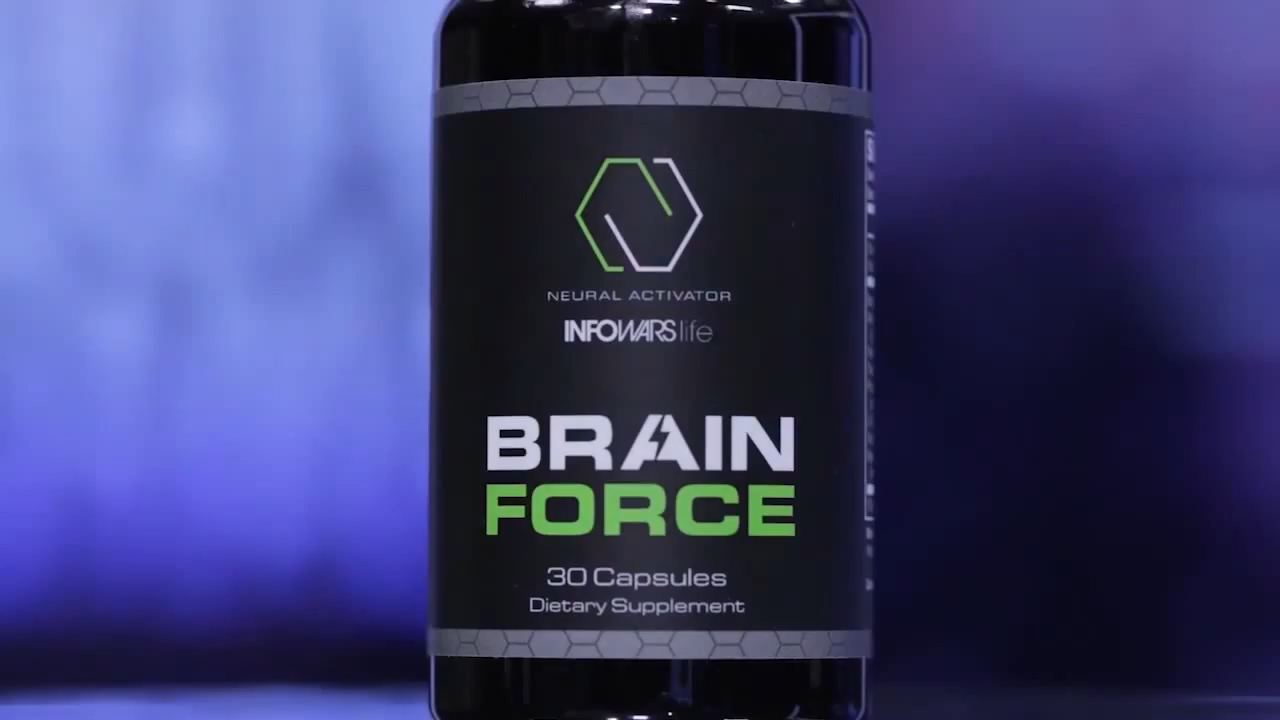 NEURAL ACTIVATOR
INFOWARS life
BRAIN
FORCE
30 Capsules
Dietary Supplement